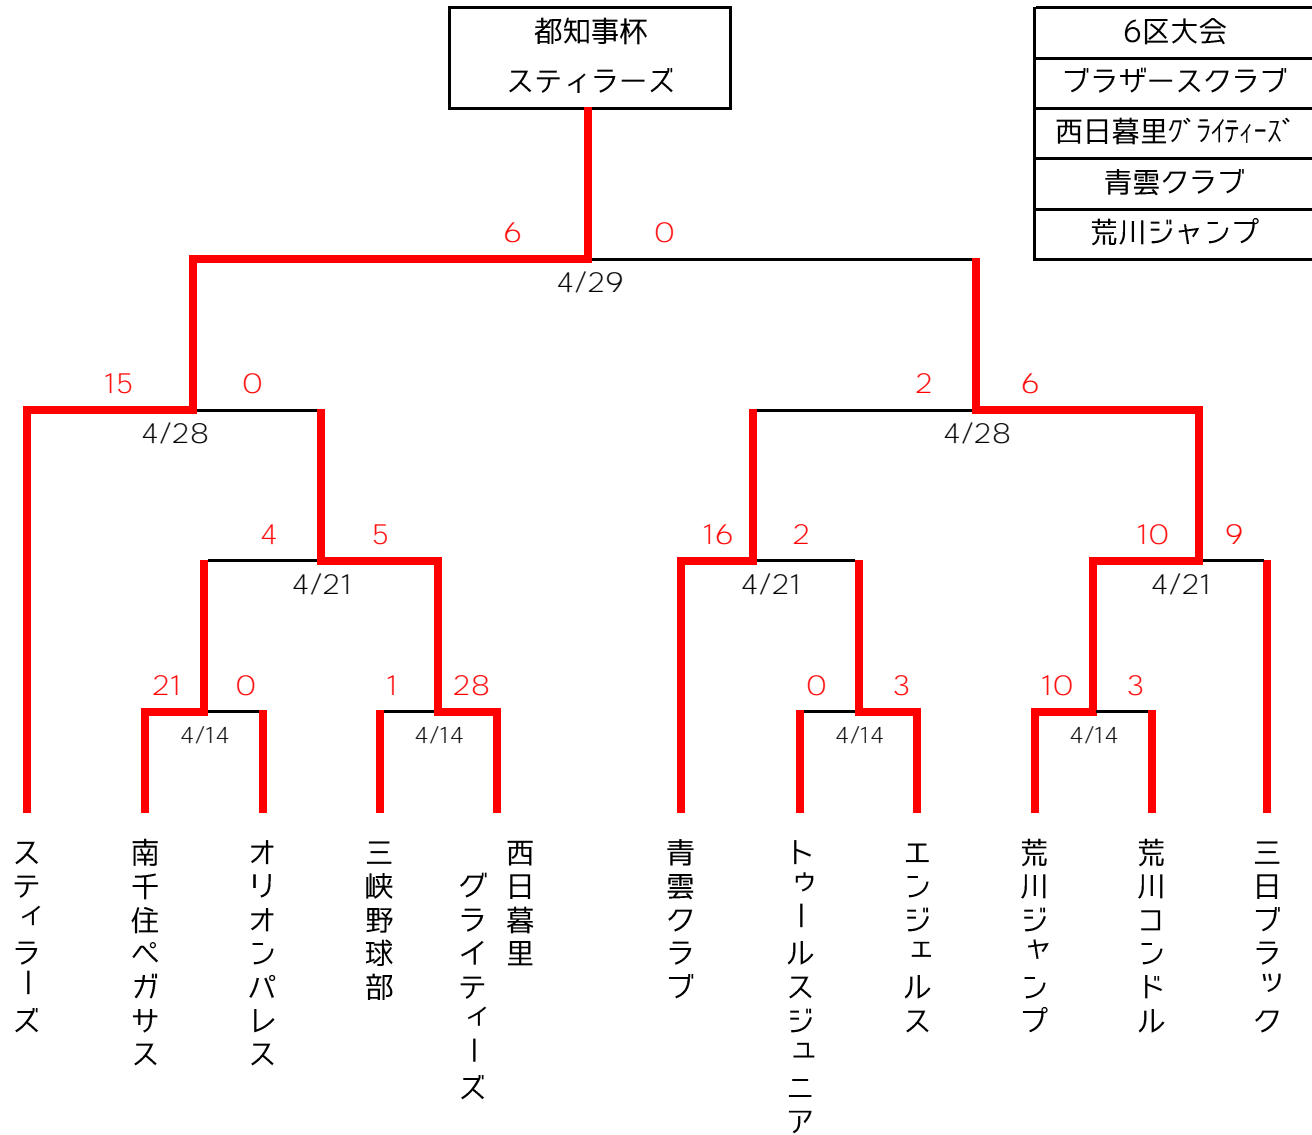 都知事杯
スティラーズ
6区大会
ブラザースクラブ
西日暮里ｸﾞﾗｲﾃｨｰｽﾞ
青雲クラブ
荒川ジャンプ
6 0
4/29
15 0
4/28
2 6
4/28
4 5
4/21
16 2
4/21
10 9
4/21
21 0
4/14
1 28
4/14
0 3
4/14
10 3
4/14
スティラーズ
南千住ペガサス
オリオンパレス
三峡野球部
西日暮里
グライティーズ
青雲クラブ
トゥールスジュニア
エンジェルス
荒川ジャンプ
荒川コンドル
三日ブラック